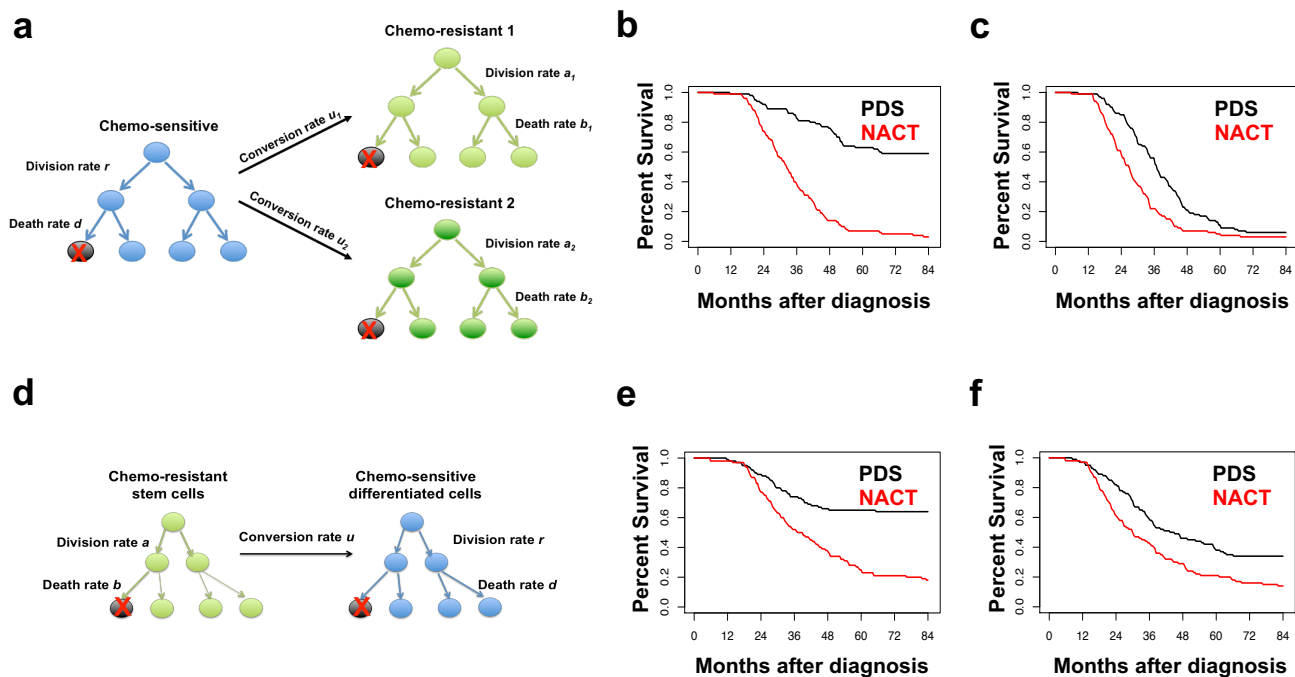 a
Chemo-sensitive
Division rate r
Death rate d
Conversion rate u1
Conversion rate u2
Chemo-resistant 1
Division rate a1
Death rate b1
Chemo-resistant 2
Division rate a2
Death rate b2
b
Percent Survival
1.0
0.8
0.6
0.4
0.2
0.0
PDS
NACT
0 12 24 36 48 60 72 84
Months after diagnosis
c
Percent Survival
1.0
0.8
0.6
0.4
0.2
0.0
PDS
NACT
0 12 24 36 48 60 72 84
Months after diagnosis
d
Chemo-resistant
stem cells
Division rate a
Death rate b
Conversion rate u
Chemo-sensitive
differentiated cells
Division rate r
Death rate d
e
Percent Survival
1.0
0.8
0.6
0.4
0.2
0.0
PDS
NACT
0 12 24 36 48 60 72 84
Months after diagnosis
f
Percent Survival
1.0
0.8
0.6
0.4
0.2
0.0
PDS
NACT
0 12 24 36 48 60 72 84
Months after diagnosis